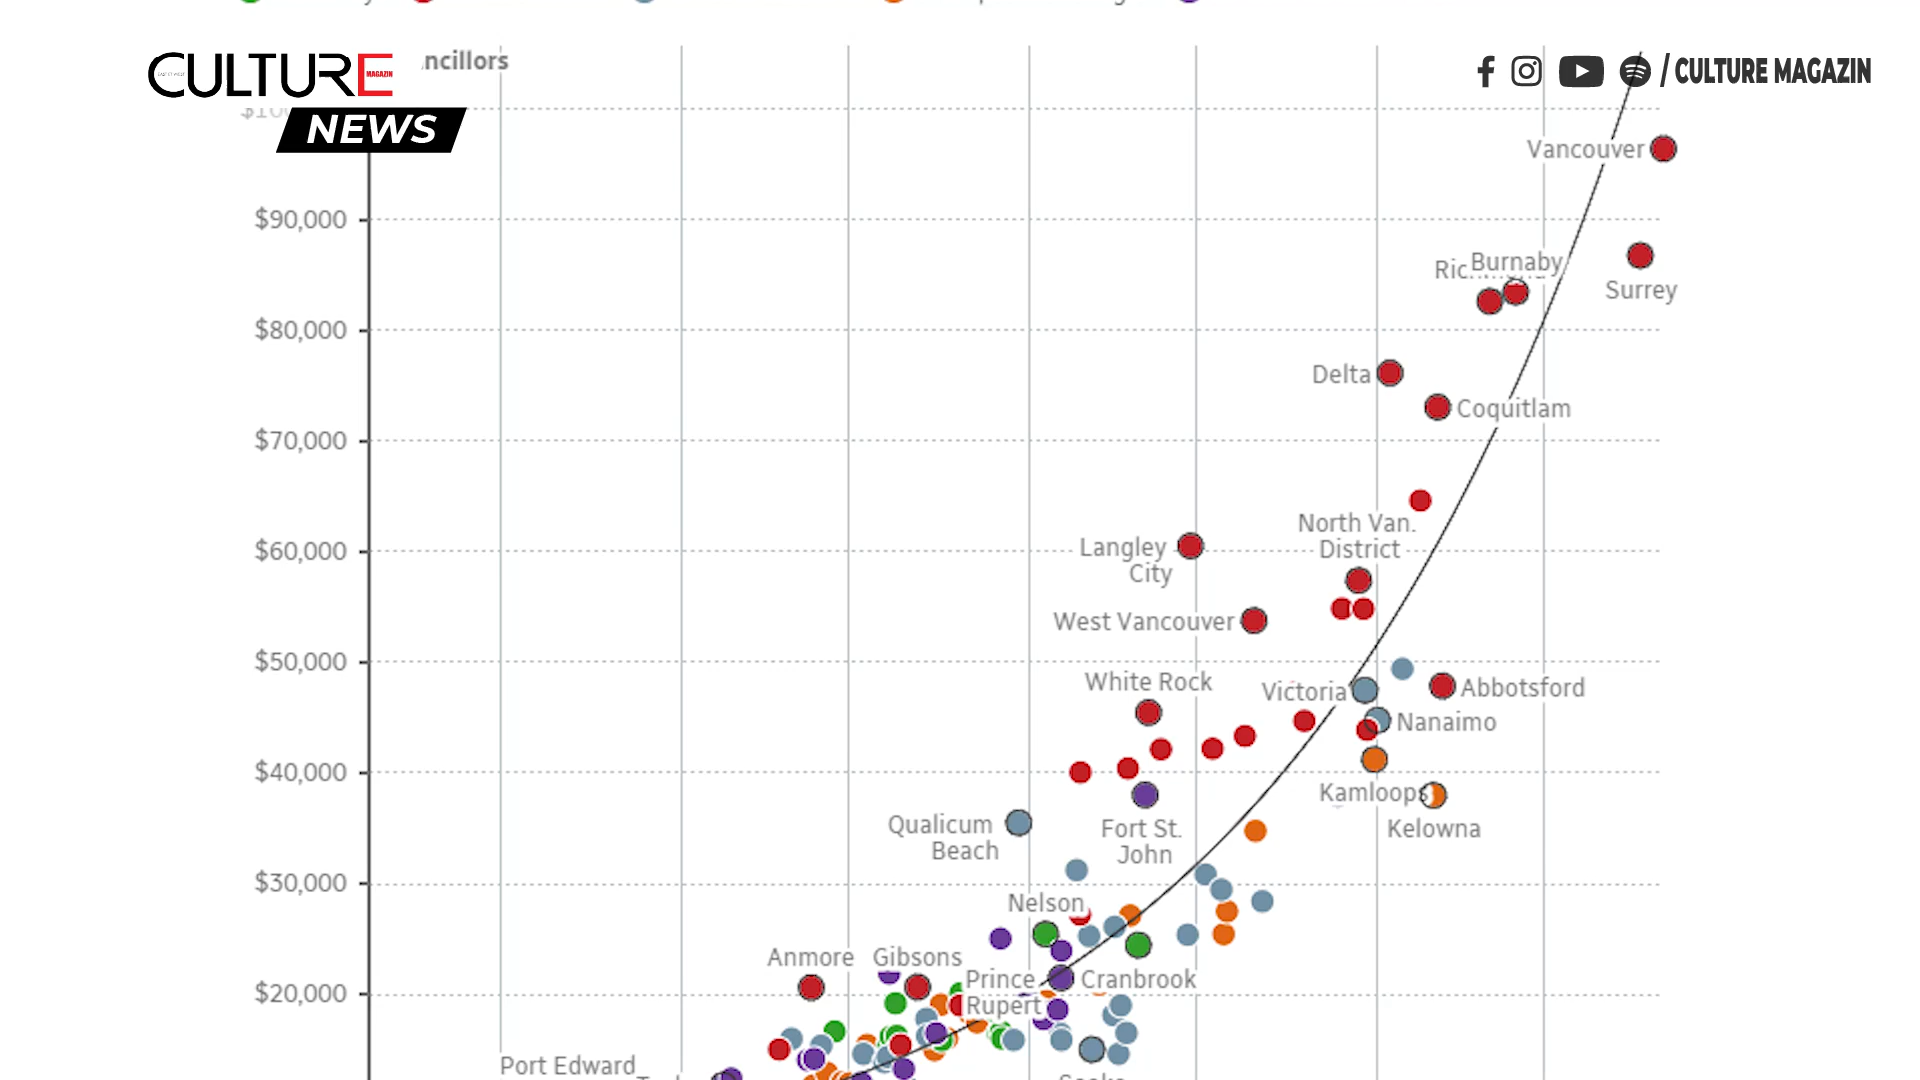 ncillors
CULTURE
MAGAZIN
NEWS
/ CULTURE MAGAZIN
Vancouver
$90,000
Burnaby
Surrey
$80,000
Delta
Coquitlam
$70,000
North Van.
District
$60,000
Langley
City
West Vancouver
$50,000
White Rock
Victoria
Abbotsford
Nanaimo
$40,000
Kamloops
Kelowna
Qualicum
Beach
Fort St.
John
$30,000
Nelson
Anmore
Gibsons
Prince
Rupert
Cranbrook
$20,000
Port Edward